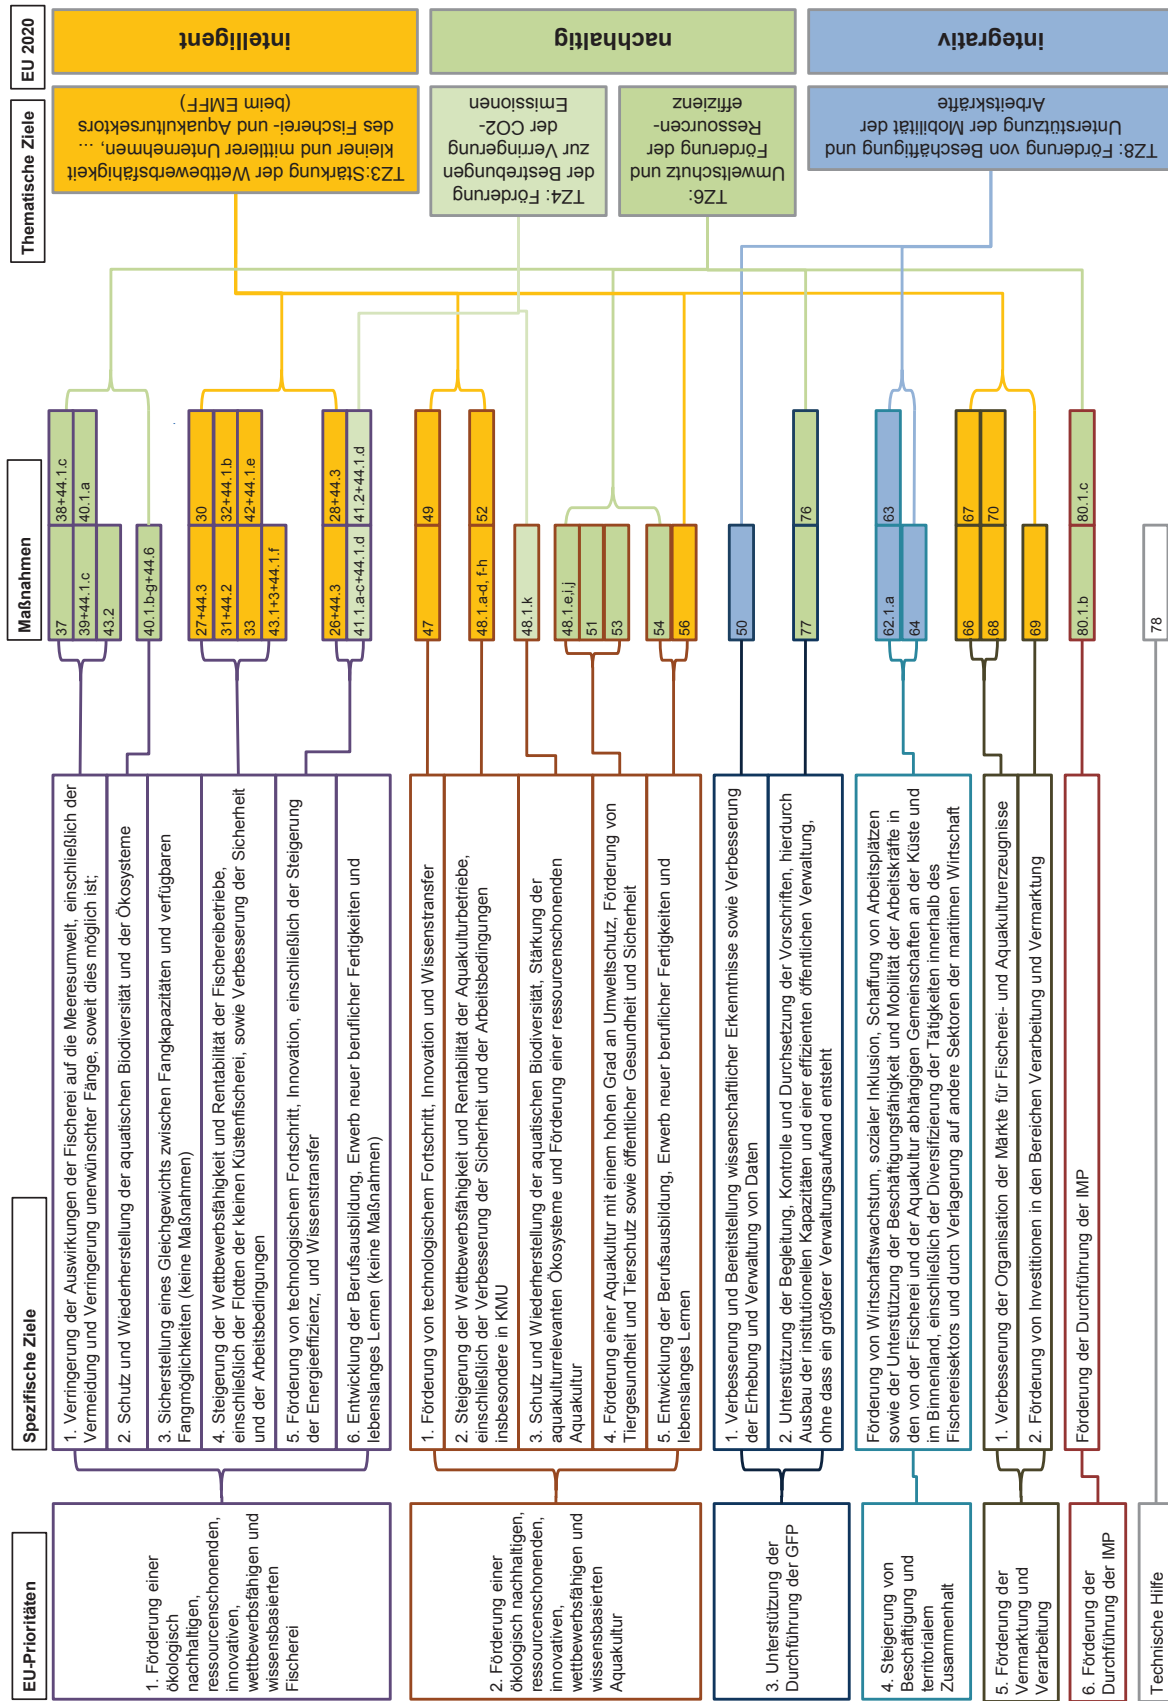 EU-Prioritäten
Spezifische Ziele
Maßnahmen
Thematische Ziele
EU 2020
1. Förderung einer
ökologisch
nachhaltigen,
ressourcenschonenden,
innovativen,
wettbewerbsfähigen und
wissensbasierten
Fischerei
1. Verringerung der Auswirkungen der Fischerei auf die Meeresumwelt, einschließlich der
Vermeidung und Verringerung unerwünschter Fänge, soweit dies möglich ist;
2. Schutz und Wiederherstellung der aquatischen Biodiversität und der Ökosysteme
3. Sicherstellung eines Gleichgewichts zwischen Fangkapazitäten und verfügbaren
Fangmöglichkeiten (keine Maßnahmen)
4. Steigerung der Wettbewerbsfähigkeit und Rentabilität der Fischereibetriebe,
einschließlich der Flotten der kleinen Küstenfischerei, sowie Verbesserung der Sicherheit
und der Arbeitsbedingungen
5. Förderung von technologischem Fortschritt, Innovation, einschließlich der Steigerung
der Energieeffizienz, und Wissenstransfer
6. Entwicklung der Berufsausbildung, Erwerb neuer beruflicher Fertigkeiten und
lebenslanges Lernen (keine Maßnahmen)
37
38+44.1.c
39+44.1.c
40.1.a
43.2
40.1.b-g+44.6
27+44.3
30
31+44.2
32+44.1.b
33
42+44.1.e
43.1+3+44.1.f
26+44.3
28+44.3
41.1.a-c+44.1.d
41.2+44.1.d
2. Förderung einer
ökologisch nachhaltigen,
ressourcenschonenden,
innovativen,
wettbewerbsfähigen und
wissensbasierten
Aquakultur
1. Förderung von technologischem Fortschritt, Innovation und Wissenstransfer
2. Steigerung der Wettbewerbsfähigkeit und Rentabilität der Aquakulturbetriebe,
einschließlich der Verbesserung der Sicherheit und der Arbeitsbedingungen
insbesondere in KMU
3. Schutz und Wiederherstellung der aquatischen Biodiversität, Stärkung der
aquakulturrelevanten Ökosysteme und Förderung einer ressourcenschonenden
Aquakultur
4. Förderung einer Aquakultur mit einem hohen Grad an Umweltschutz, Förderung von
Tiergesundheit und Tierschutz sowie öffentlicher Gesundheit und Sicherheit
5. Entwicklung der Berufsausbildung, Erwerb neuer beruflicher Fertigkeiten und
lebenslanges Lernen
47
49
48.1.a-d, f-h
52
48.1.k
48.1.e,i,j
51
53
54
56
3. Unterstützung der
Durchführung der GFP
1. Verbesserung und Bereitstellung wissenschaftlicher Erkenntnisse sowie Verbesserung
der Erhebung und Verwaltung von Daten
2. Unterstützung der Begleitung, Kontrolle und Durchsetzung der Vorschriften, hierdurch
Ausbau der institutionellen Kapazitäten und einer effizienten öffentlichen Verwaltung,
ohne dass ein größerer Verwaltungsaufwand entsteht
50
77
76
4. Steigerung von
Beschäftigung und
territorialem
Zusammenhalt
Förderung von Wirtschaftswachstum, sozialer Inklusion, Schaffung von Arbeitsplätzen
sowie der Unterstützung der Beschäftigungsfähigkeit und Mobilität der Arbeitskräfte in
den von der Fischerei und der Aquakultur abhängigen Gemeinschaften an der Küste und
im Binnenland, einschließlich der Diversifizierung der Tätigkeiten innerhalb des
Fischereisektors und durch Verlagerung auf andere Sektoren der maritimen Wirtschaft
62.1.a
63
64
5. Förderung der
Vermarktung und
Verarbeitung
1. Verbesserung der Organisation der Märkte für Fischerei- und Aquakulturerzeugnisse
2. Förderung von Investitionen in den Bereichen Verarbeitung und Vermarktung
66
67
68
70
69
6. Förderung der
Durchführung der IMP
Förderung der Durchführung der IMP
80.1.b
80.1.c
Technische Hilfe
78
TZ3:Stärkung der Wettbewerbsfähigkeit
kleiner und mittlerer Unternehmen, ...
des Fischerei- und Aquakultursektors
(beim EMFF)
TZ4: Förderung
der Bestrebungen
zur Verringerung
der CO2-
Emissionen
TZ6:
Umweltschutz und
Förderung der
Ressourcen-
effizienz
TZ8: Förderung von Beschäftigung und
Unterstützung der Mobilität der
Arbeitskräfte
intelligent
nachhaltig
integrativ